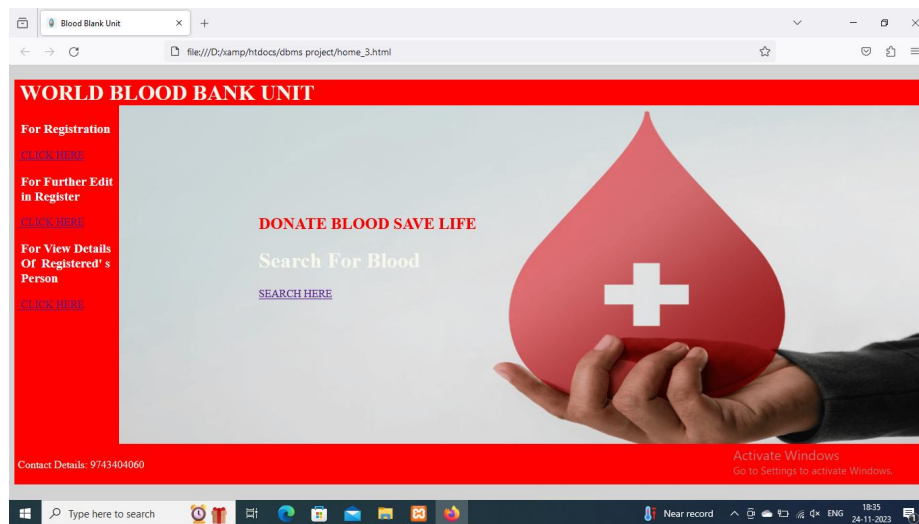 Blood Blank Unit
file:///D:/xamp/htdocs/dbms project/home_3.html
WORLD BLOOD BANK UNIT
For Registration
CLICK HERE
For Further Edit
in Register
CLICK HERE
For View Details
Of Registered' s
Person
CLICK HERE
DONATE BLOOD SAVE LIFE
Search For Blood
SEARCH HERE
Contact Details: 9743404060
Activate Windows
Go to Settings to activate Windows.
Type here to search
Near record
ENG
18:35
24-11-2023